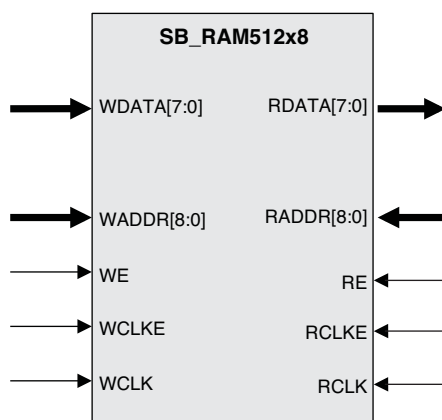 SB_RAM512x8
WDATA[7:0] RDATA[7:0]
WADDR[8:0] RADDR[8:0]
WE RE
WCLKE RCLKE
WCLK RCLK